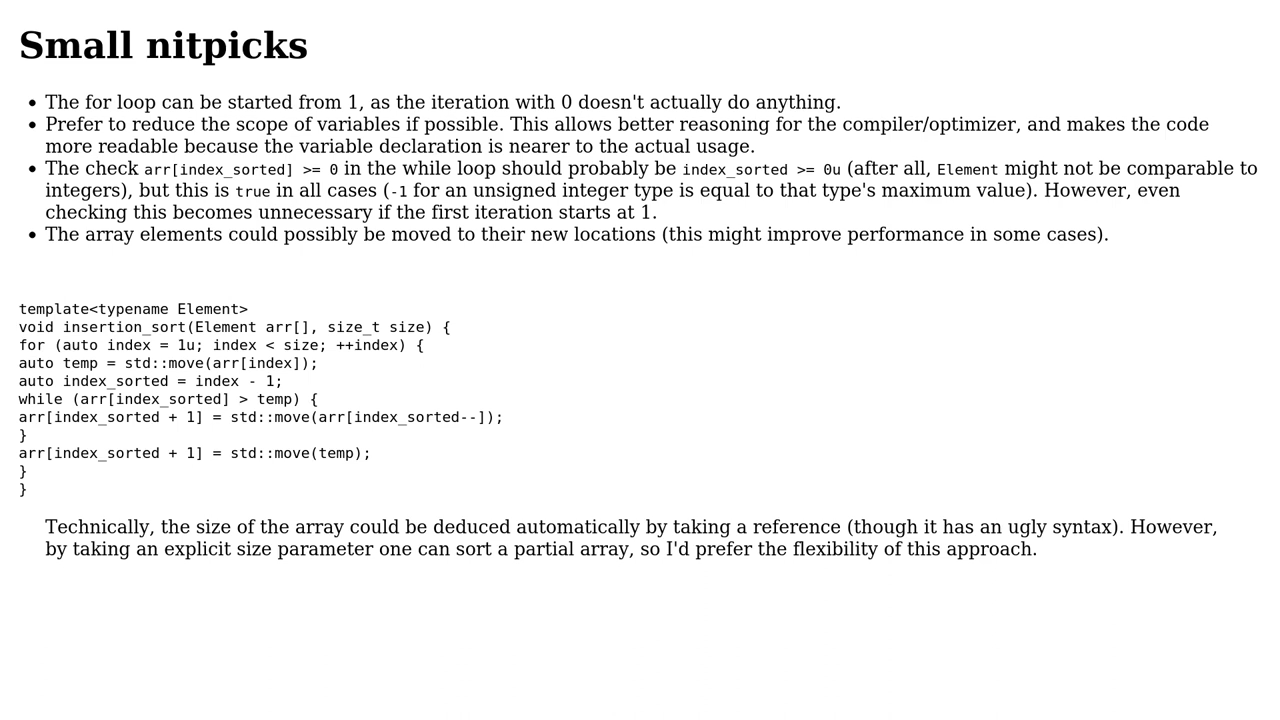 Small nitpicks
• The for loop can be started from 1, as the iteration with 0 doesn't actually do anything.
• Prefer to reduce the scope of variables if possible. This allows better reasoning for the compiler/optimizer, and makes the code
more readable because the variable declaration is nearer to the actual usage.
• The check arr[index_sorted] >= 0 in the while loop should probably be index_sorted >= 0u (after all, Element might not be comparable to
integers), but this is true in all cases (-1 for an unsigned integer type is equal to that type's maximum value). However, even
checking this becomes unnecessary if the first iteration starts at 1.
• The array elements could possibly be moved to their new locations (this might improve performance in some cases).
template<typename Element>
void insertion_sort(Element arr[], size_t size) {
for (auto index = 1u; index < size; ++index) {
auto temp = std::move(arr[index]);
auto index_sorted = index - 1;
while (arr[index_sorted] > temp) {
arr[index_sorted + 1] = std::move(arr[index_sorted--]);
}
arr[index_sorted + 1] = std::move(temp);
}
}
Technically, the size of the array could be deduced automatically by taking a reference (though it has an ugly syntax). However,
by taking an explicit size parameter one can sort a partial array, so I'd prefer the flexibility of this approach.